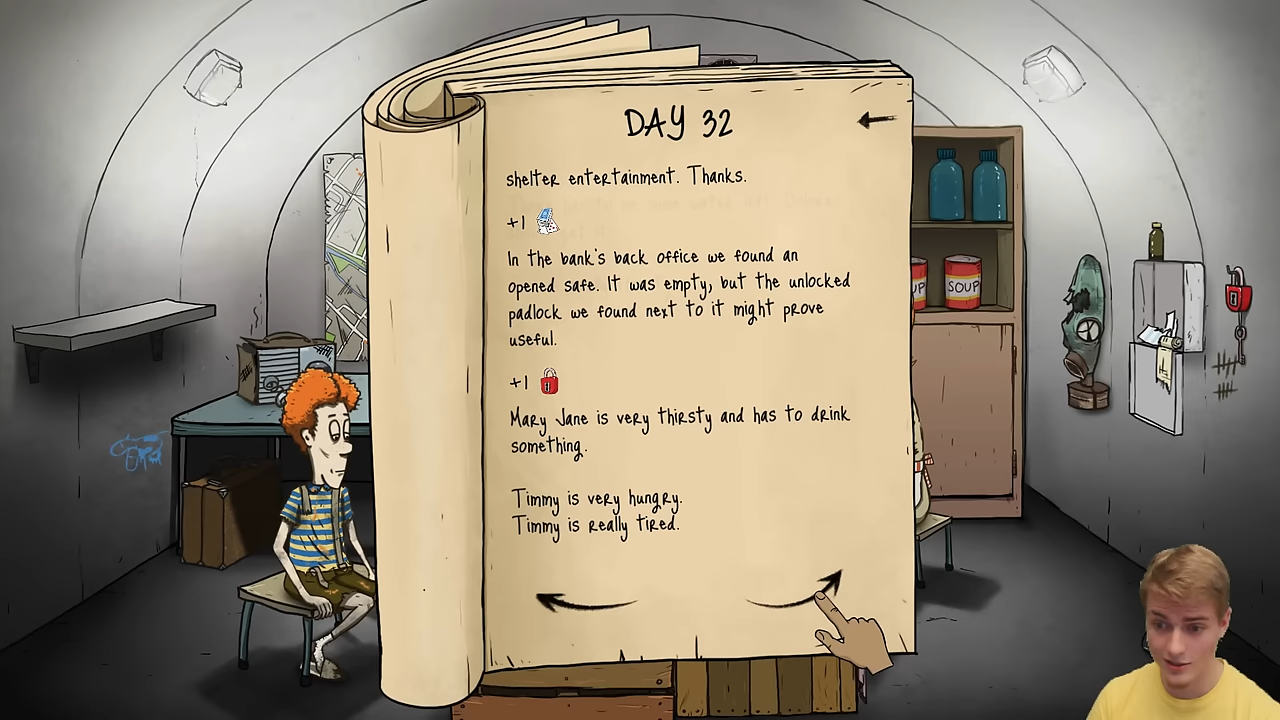 DAY 32
shelter entertainment. Thanks.
+1
In the bank's back office we found an
opened safe. It was empty, but the unlocked
padlock we found next to it might prove
useful.
+1
Mary Jane is very thirsty and has to drink
something.
Timmy is very hungry.
Timmy is really tired.
UP
SOUP